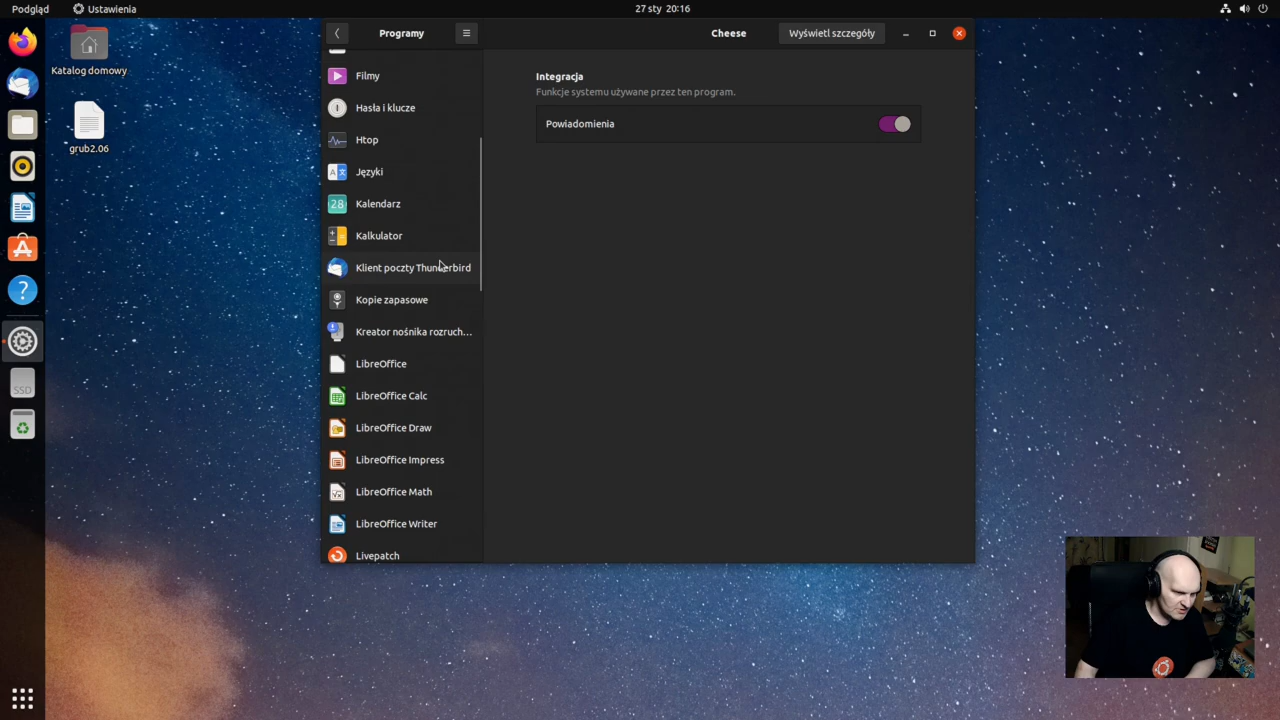 Podgląd
Ustawienia
27 sty 20:16
Katalog domowy
grub2.06
SSD
Programy
Cheese
Wyświetl szczegóły
Filmy
Hasła i klucze
Htop
Języki
Kalendarz
28
Kalkulator
Klient poczty Thunderbird
Kopie zapasowe
Kreator nośnika rozruch...
LibreOffice
LibreOffice Calc
LibreOffice Draw
LibreOffice Impress
LibreOffice Math
LibreOffice Writer
Livepatch
Integracja
Funkcje systemu używane przez ten program.
Powiadomienia